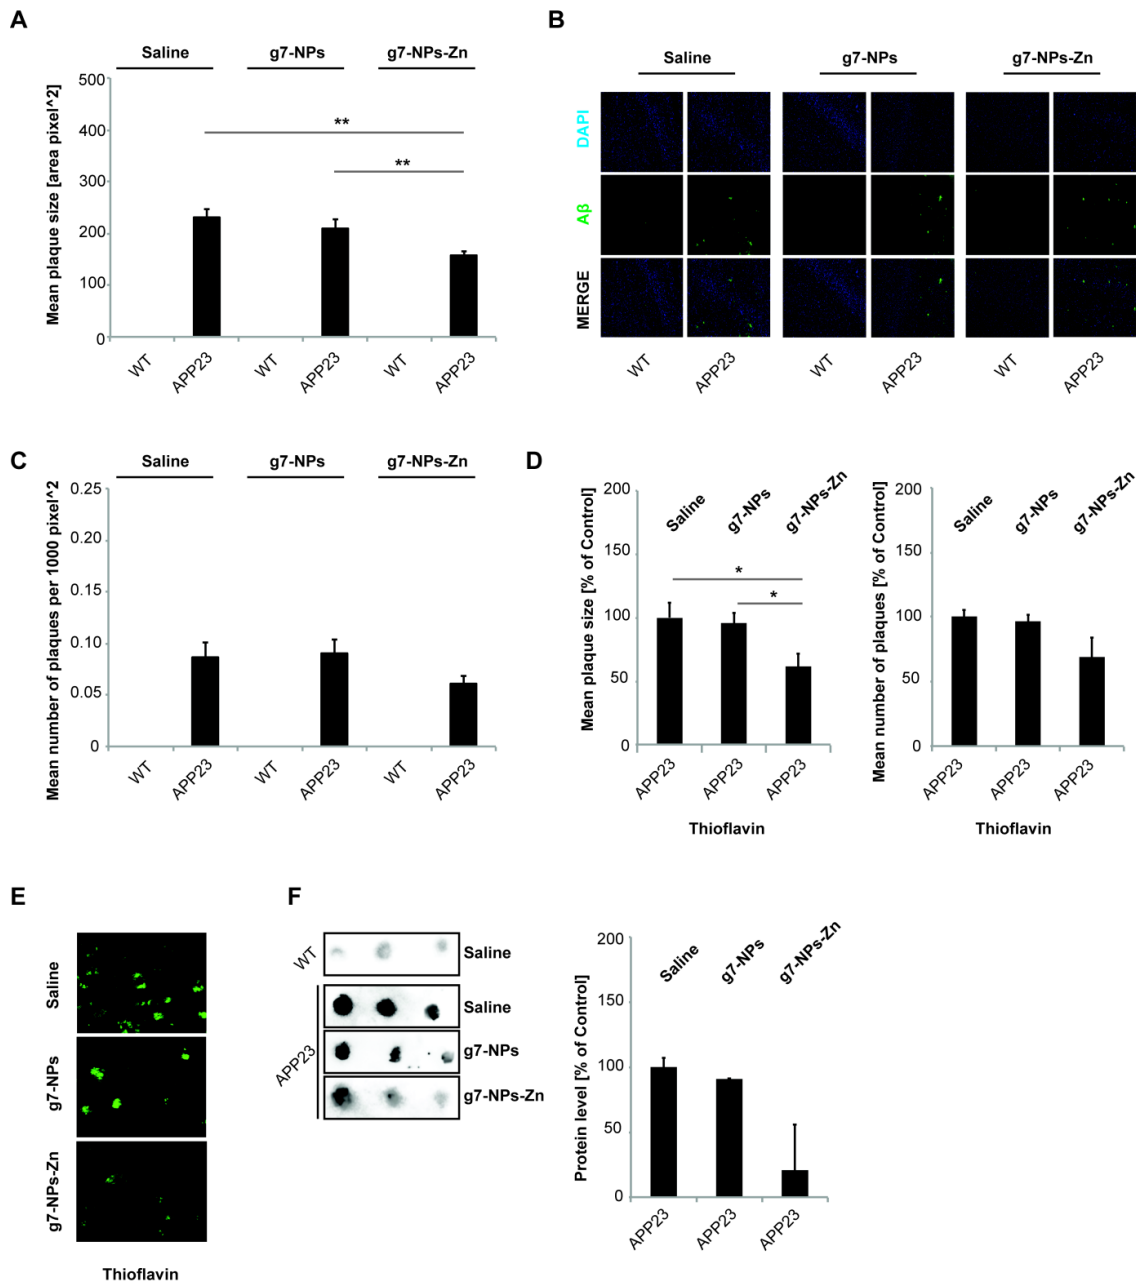 A
Saline g7-NPs g7-NPs-Zn
Mean plaque size [area pixel^2]
500
400
300
200
100
0
**
**
WT APP23 WT APP23 WT APP23
B
Saline g7-NPs g7-NPs-Zn
DAPI
Aβ
MERGE
WT APP23 WT APP23 WT APP23
C
Saline g7-NPs g7-NPs-Zn
Mean number of plaques per 1000 pixel^2
0.25
0.20
0.15
0.10
0.05
0
WT APP23 WT APP23 WT APP23
D
Mean plaque size [% of Control]
200
150
100
50
0
Saline g7-NPs g7-NPs-Zn
*
*
APP23 APP23 APP23
Thioflavin
Mean number of plaques [% of Control]
200
150
100
50
0
Saline g7-NPs g7-NPs-Zn
APP23 APP23 APP23
Thioflavin
E
Saline
g7-NPs
g7-NPs-Zn
Thioflavin
F
WT
Saline
APP23
Saline
g7-NPs
g7-NPs-Zn
Protein level [% of Control]
200
150
100
50
0
Saline g7-NPs g7-NPs-Zn
APP23 APP23 APP23